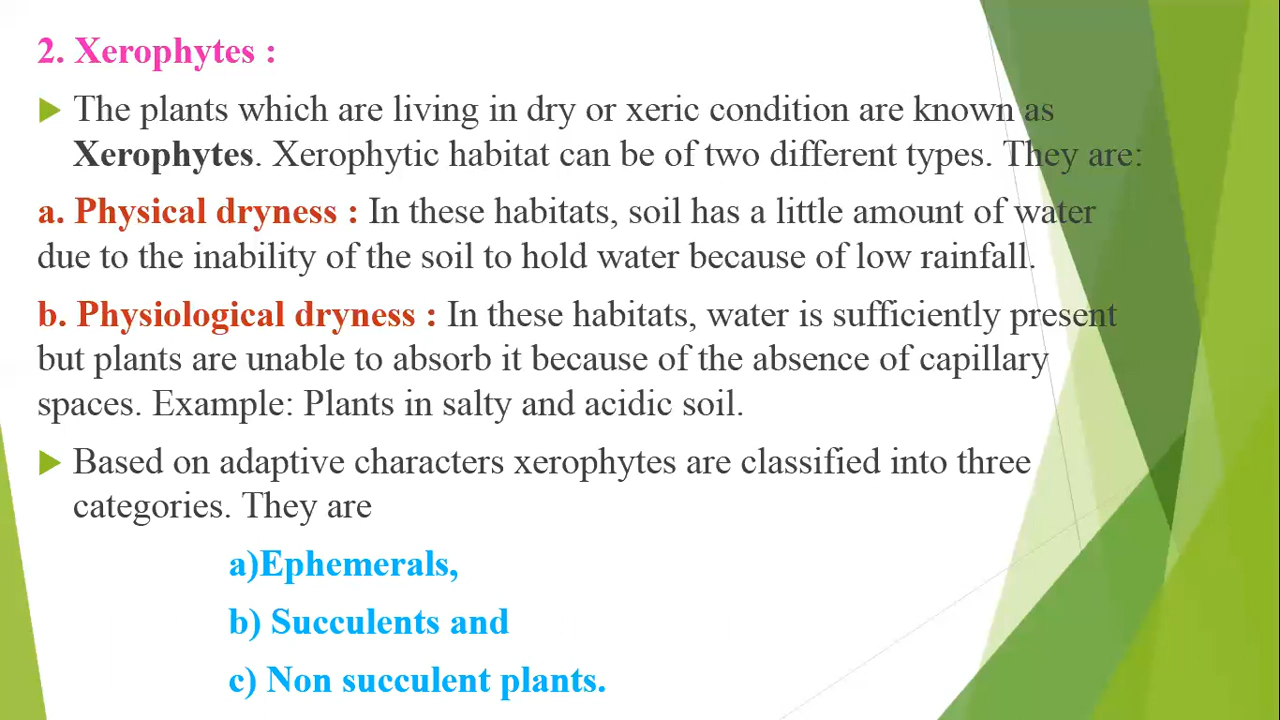 2. Xerophytes :
The plants which are living in dry or xeric condition are known as
Xerophytes. Xerophytic habitat can be of two different types. They are:
a. Physical dryness : In these habitats, soil has a little amount of water
due to the inability of the soil to hold water because of low rainfall.
b. Physiological dryness : In these habitats, water is sufficiently present
but plants are unable to absorb it because of the absence of capillary
spaces. Example: Plants in salty and acidic soil.
Based on adaptive characters xerophytes are classified into three
categories. They are
a)Ephemerals,
b) Succulents and
c) Non succulent plants.